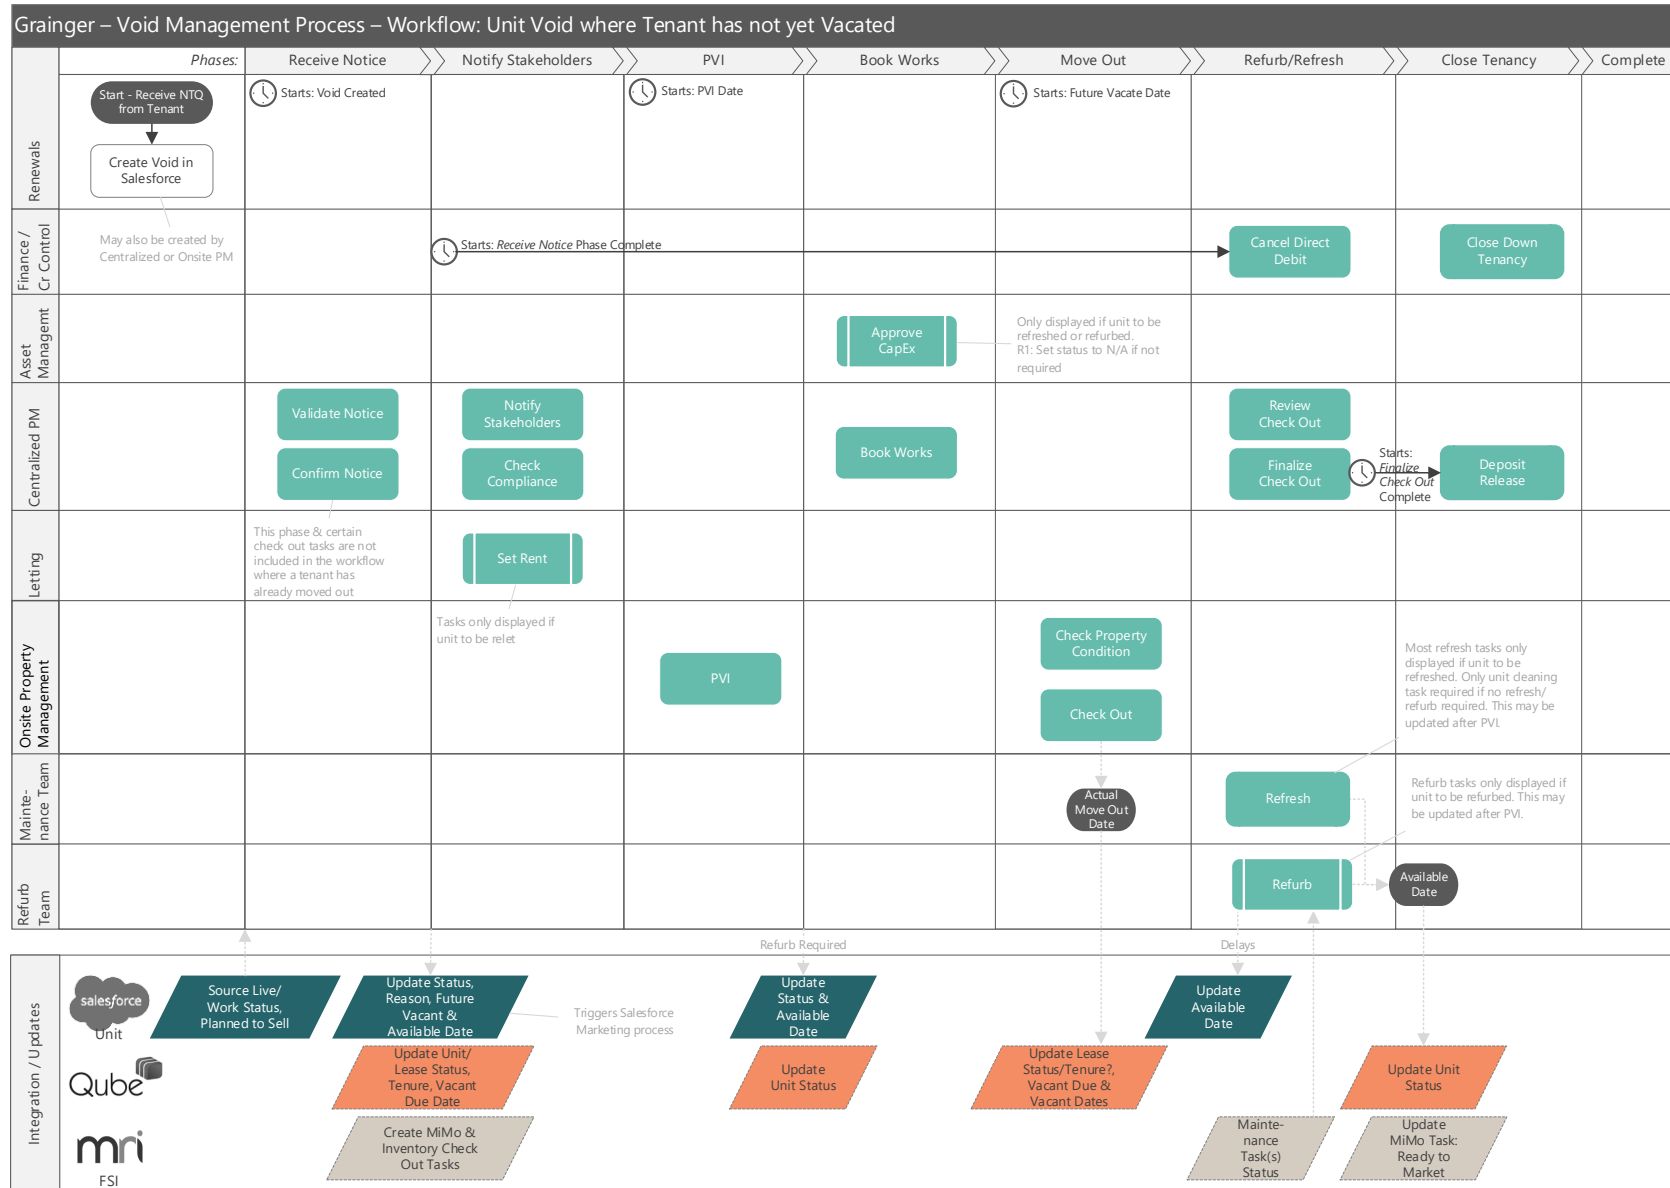 Grainger – Void Management Process – Workflow: Unit Void where Tenant has not yet Vacated
Phases:
Receive Notice
Notify Stakeholders
PVI
Book Works
Move Out
Refurb/Refresh
Close Tenancy
Complete
Renewals
Start - Receive NTQ
from Tenant
Create Void in
Salesforce
Starts: Void Created
Starts: PVI Date
Starts: Future Vacate Date
Finance /
Cr Control
May also be created by
Centralized or Onsite PM
Starts: Receive Notice Phase Complete
Cancel Direct
Debit
Close Down
Tenancy
Asset
Managemt
Approve
CapEx
Only displayed if unit to be
refreshed or refurbed.
R1: Set status to N/A if not
required
Centralized PM
Validate Notice
Confirm Notice
Notify
Stakeholders
Check
Compliance
Book Works
Review
Check Out
Finalize
Check Out
Starts:
Finalize
Check Out
Complete
Deposit
Release
Letting
This phase & certain
check out tasks are not
included in the workflow
where a tenant has
already moved out
Set Rent
Tasks only displayed if
unit to be relet
Onsite Property
Management
PVI
Check Property
Condition
Check Out
Most refresh tasks only
displayed if unit to be
refreshed. Only unit cleaning
task required if no refresh/
refurb required. This may be
updated after PVI.
Mainte-
nance Team
Actual
Move Out
Date
Refresh
Refurb tasks only displayed if
unit to be refurbed. This may
be updated after PVI.
Refurb
Team
Refurb
Available
Date
Refurb Required
Delays
Integration / Updates
salesforce
Unit
Source Live/
Work Status,
Planned to Sell
Update Status,
Reason, Future
Vacant &
Available Date
Triggers Salesforce
Marketing process
Update
Status &
Available
Date
Update
Available
Date
Qube
Update Unit/
Lease Status,
Tenure, Vacant
Due Date
Update
Unit Status
Update Lease
Status/Tenure?,
Vacant Due &
Vacant Dates
Update Unit
Status
mri
FSI
Create MiMo &
Inventory Check
Out Tasks
Mainte-
nance
Task(s)
Status
Update
MiMo Task:
Ready to
Market